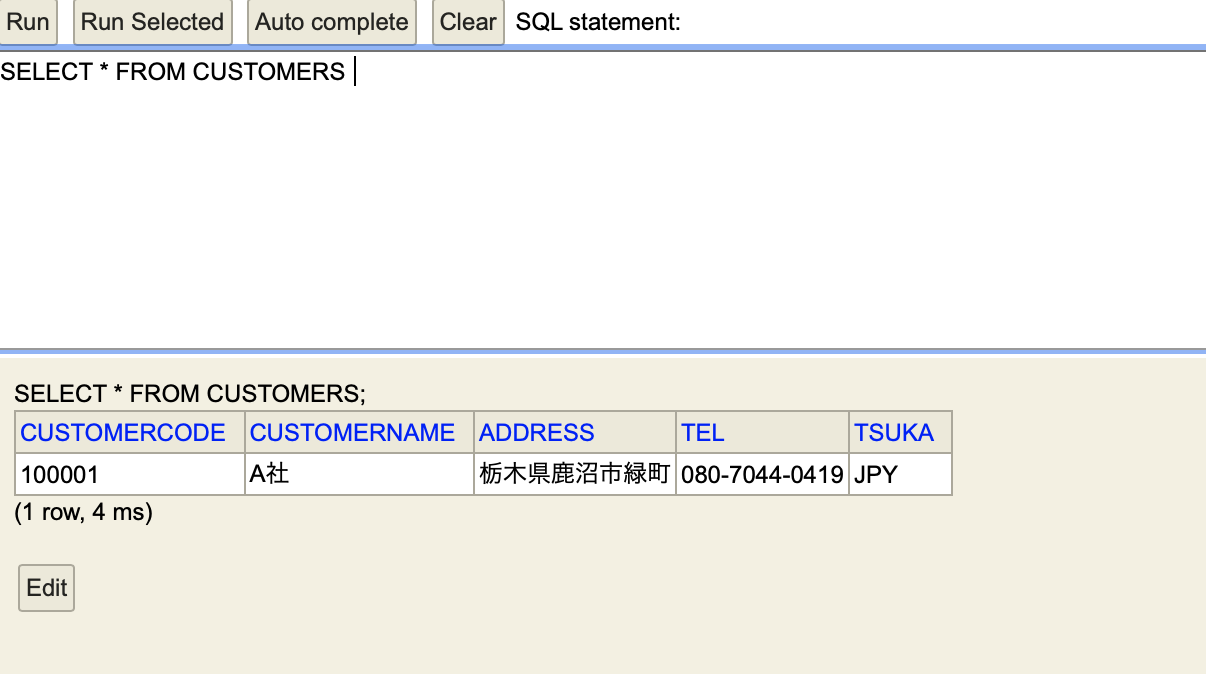 Run Run Selected Auto complete Clear SQL statement:
SELECT * FROM CUSTOMERS
SELECT * FROM CUSTOMERS;
CUSTOMERCODE CUSTOMERNAME ADDRESS TEL TSUKA
100001 A社 栃木県鹿沼市緑町 080-7044-0419 JPY
(1 row, 4 ms)
Edit